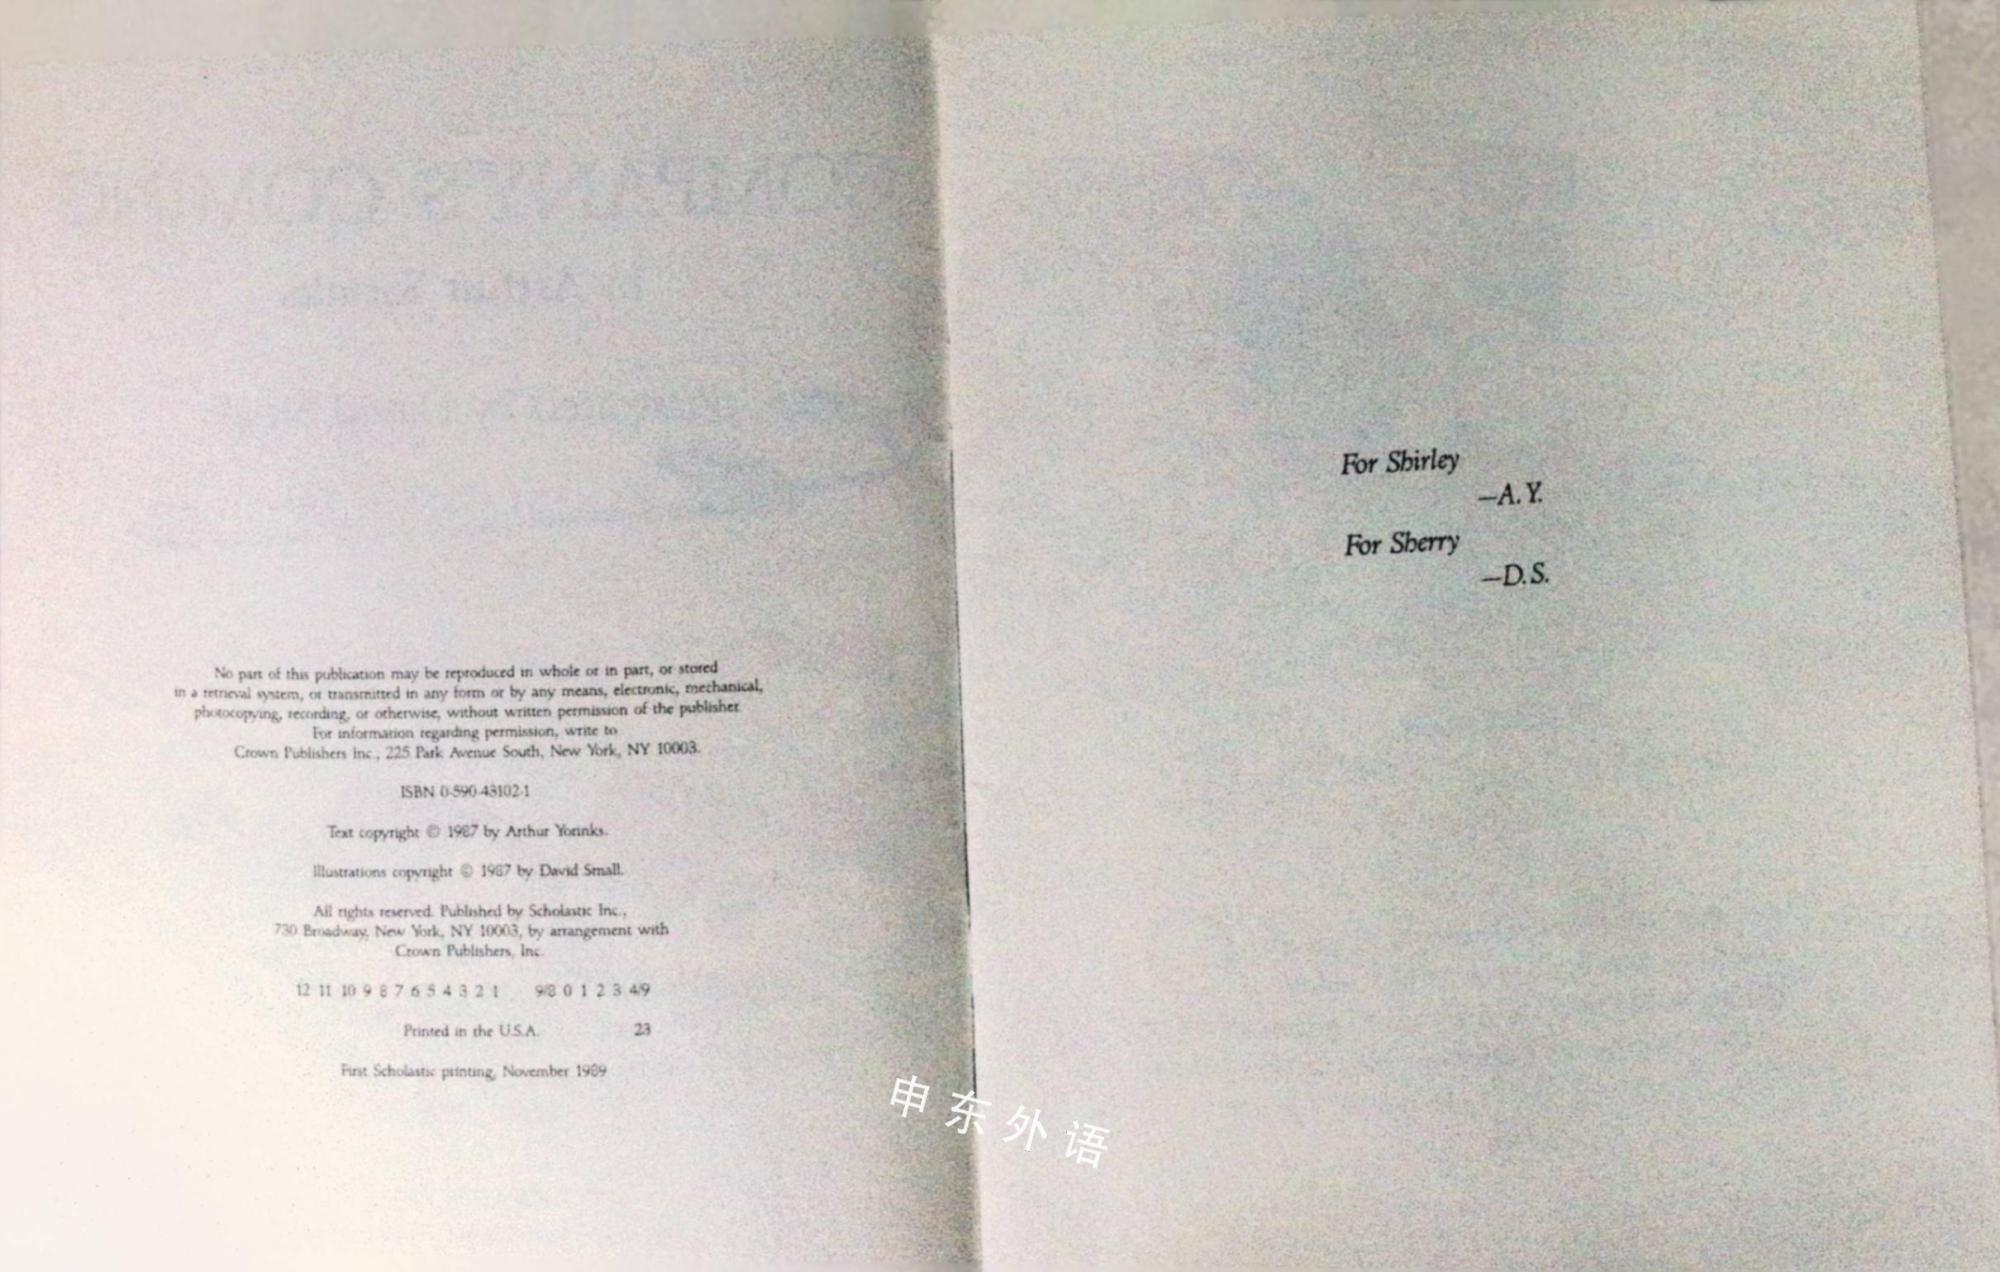 No part of this publication may be reproduced in whole or in part, or stored
in a retrieval system, or transmitted in any form or by any means, electronic, mechanical,
photocopying, recording, or otherwise, without written permission of the publisher.
For information regarding permission, write to
Crown Publishers Inc., 225 Park Avenue South, New York, NY 10003.
ISBN 0-590-43102-1
Text copyright © 1987 by Arthur Yorinks.
Illustrations copyright © 1987 by David Small.
All rights reserved. Published by Scholastic Inc.,
730 Broadway, New York, NY 10003, by arrangement with
Crown Publishers, Inc.
12 11 10 9 8 7 6 5 4 3 2 1 9/8 0 1 2 3 4/9
Printed in the U.S.A. 23
First Scholastic printing, November 1989
For Shirley
—A.Y.
For Sherry
—D.S.
申东外语